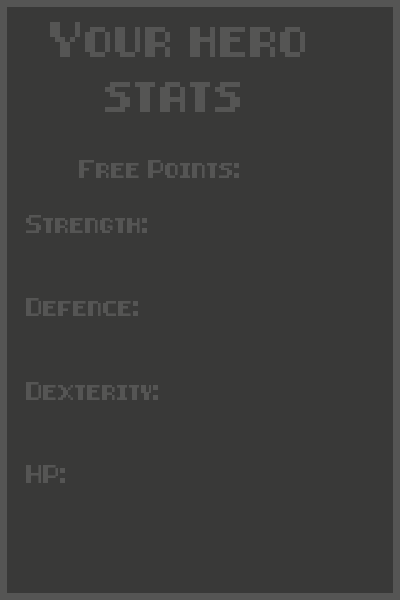 Your hero
stats
Free Points:
Strength:
Defence:
Dexterity:
HP: